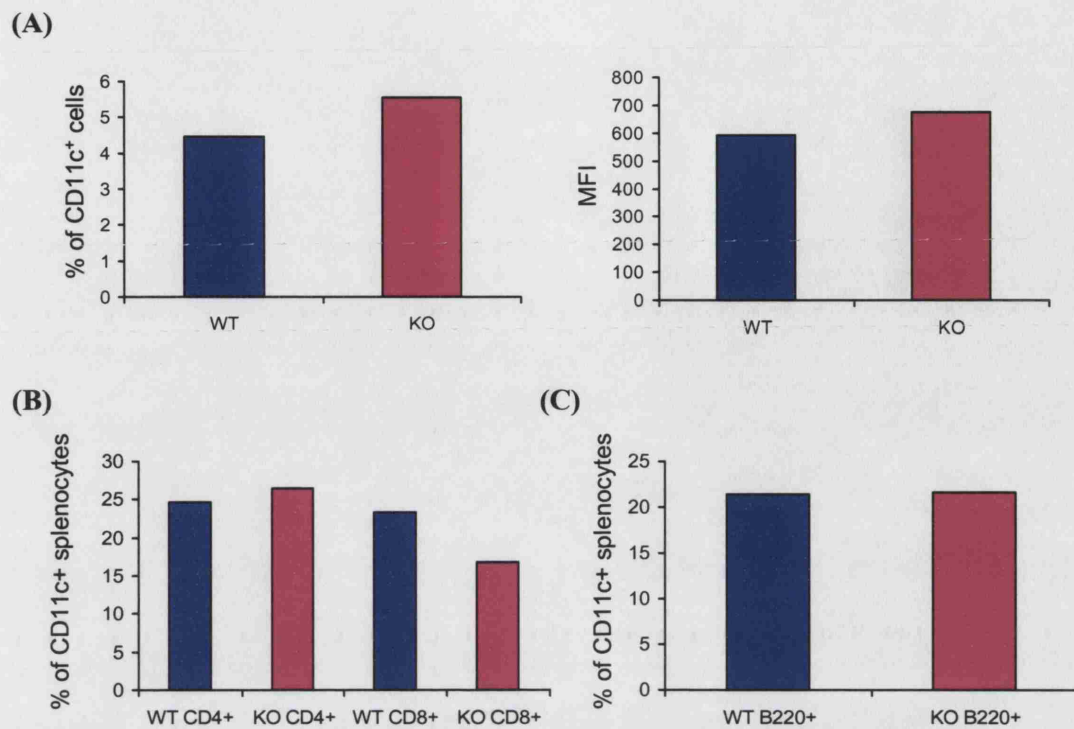 (A)
% of CD11c⁺ cells
6
5
4
3
2
1
0
WT
KO
MFI
800
700
600
500
400
300
200
100
0
WT
KO
(B)
% of CD11c+ splenocytes
30
25
20
15
10
5
0
WT CD4+
KO CD4+
WT CD8+
KO CD8+
(C)
% of CD11c+ splenocytes
25
20
15
10
5
0
WT B220+
KO B220+